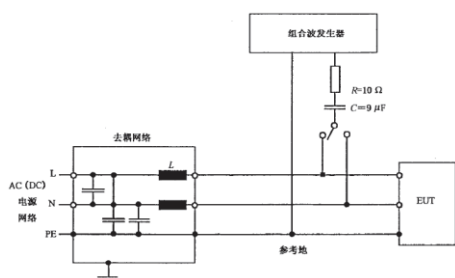 组合波发生器
R=10 Ω
C=9 μF
去耦网络
L
L
AC (DC)
电源
网络
N
PE
EUT
参考地